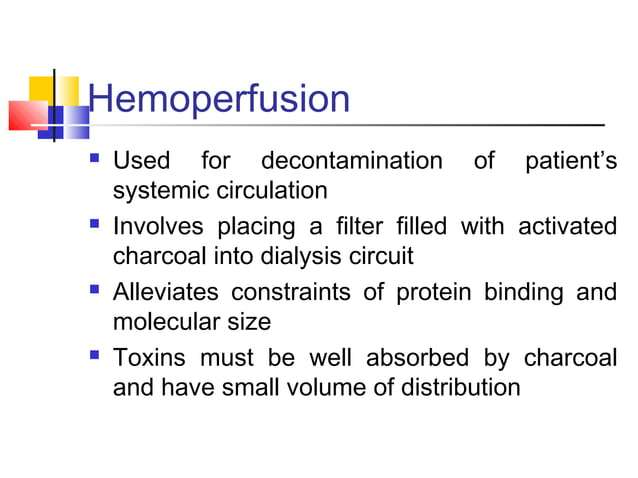 Hemoperfusion
Used for decontamination of patient’s
systemic circulation
Involves placing a filter filled with activated
charcoal into dialysis circuit
Alleviates constraints of protein binding and
molecular size
Toxins must be well absorbed by charcoal
and have small volume of distribution